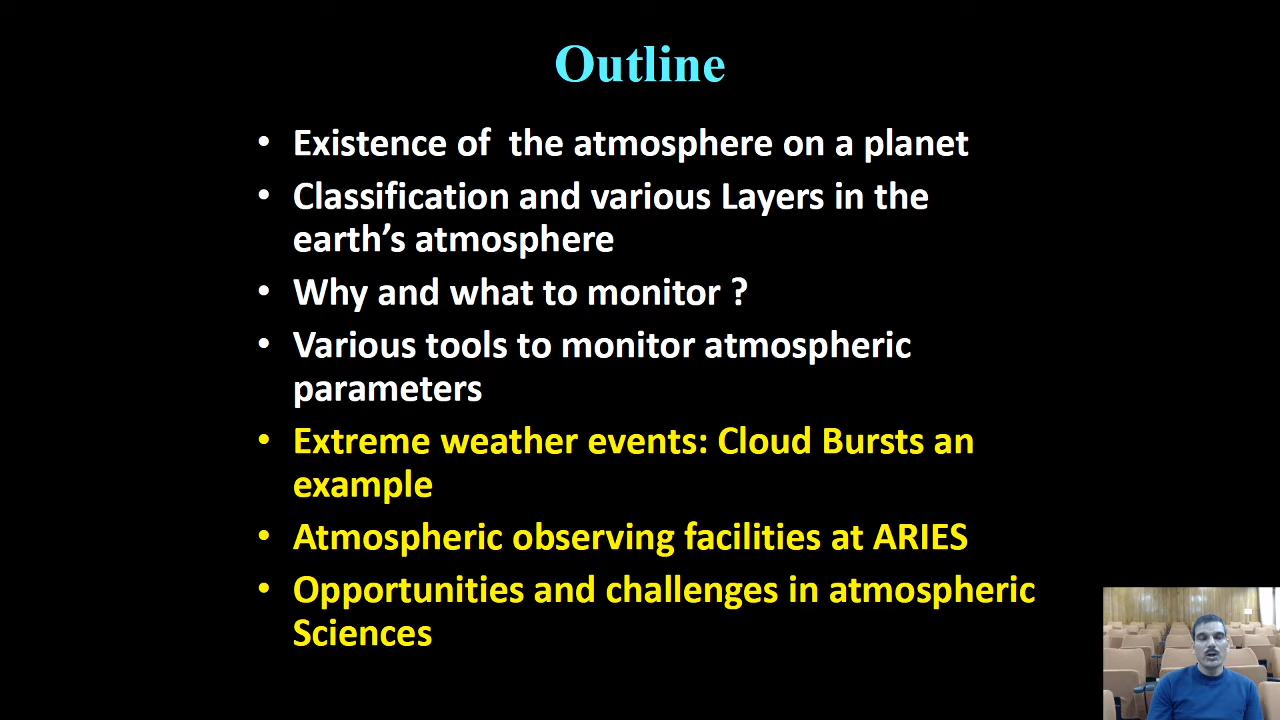 Outline
• Existence of  the atmosphere on a planet
• Classification and various Layers in the
earth’s atmosphere
• Why and what to monitor ?
• Various tools to monitor atmospheric
parameters
• Extreme weather events: Cloud Bursts an
example
• Atmospheric observing facilities at ARIES
• Opportunities and challenges in atmospheric
Sciences